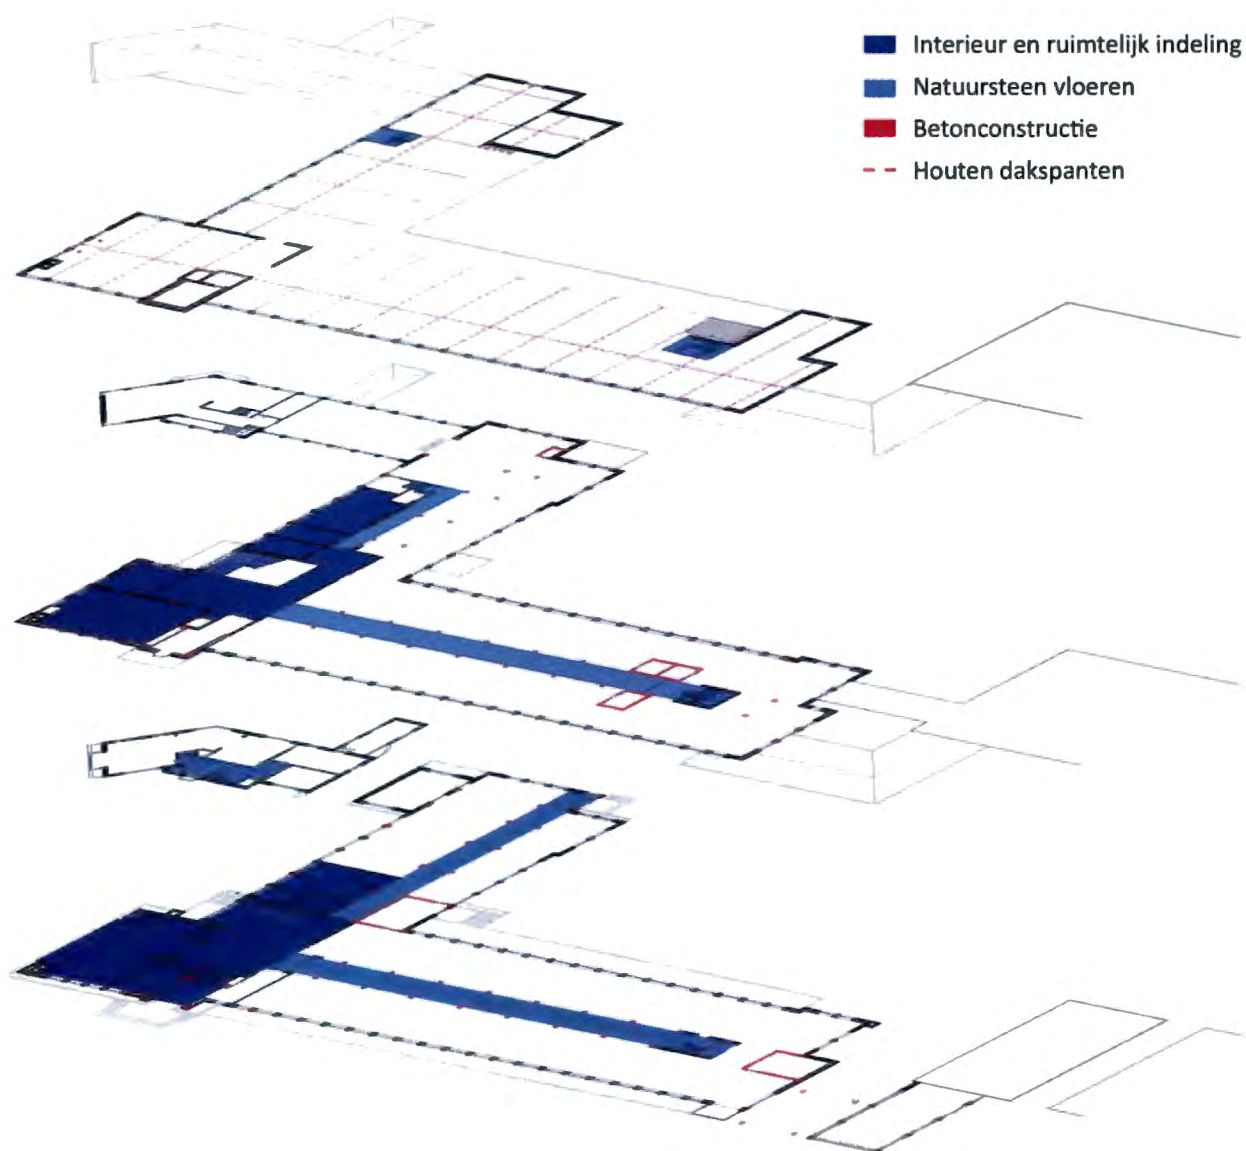 Interieur en ruimtelijk indeling
Natuursteen vloeren
Betonconstructie
Houten dakspanten